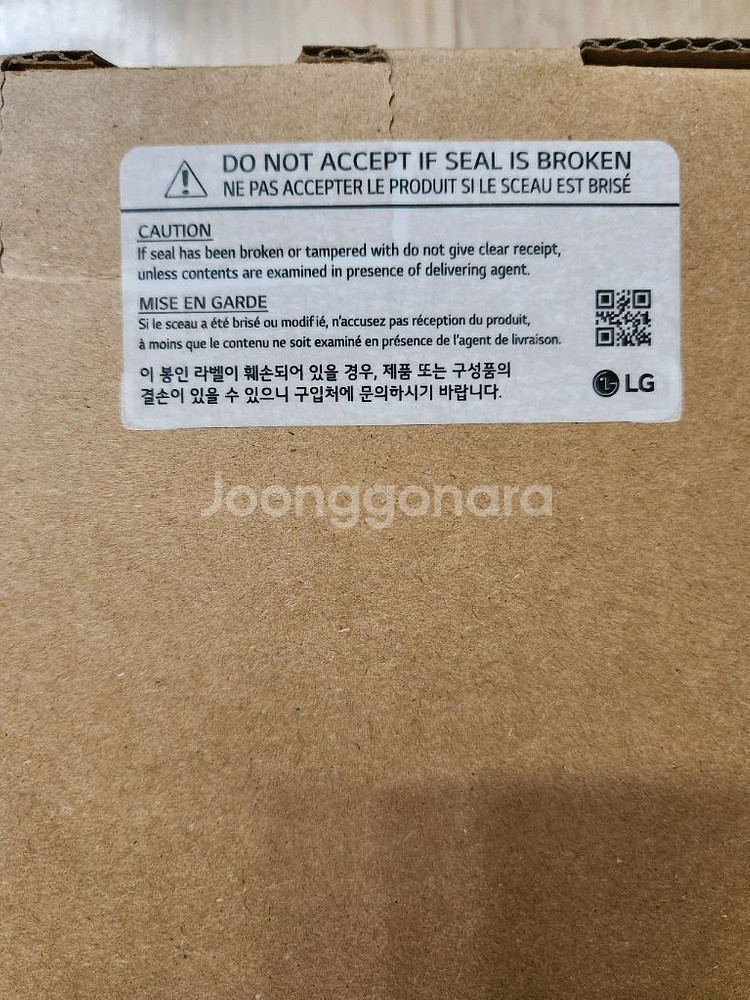 DO NOT ACCEPT IF SEAL IS BROKEN
NE PAS ACCEPTER LE PRODUIT SI LE SCEAU EST BRISÉ
CAUTION
If seal has been broken or tampered with do not give clear receipt,
unless contents are examined in presence of delivering agent.
MISE EN GARDE
Si le sceau a été brisé ou modifié, n'accusez pas réception du produit,
à moins que le contenu ne soit examiné en présence de l'agent de livraison.
이 봉인 라벨이 훼손되어 있을 경우, 제품 또는 구성품의
결손이 있을 수 있으니 구입처에 문의하시기 바랍니다.
LG
Joonggonara